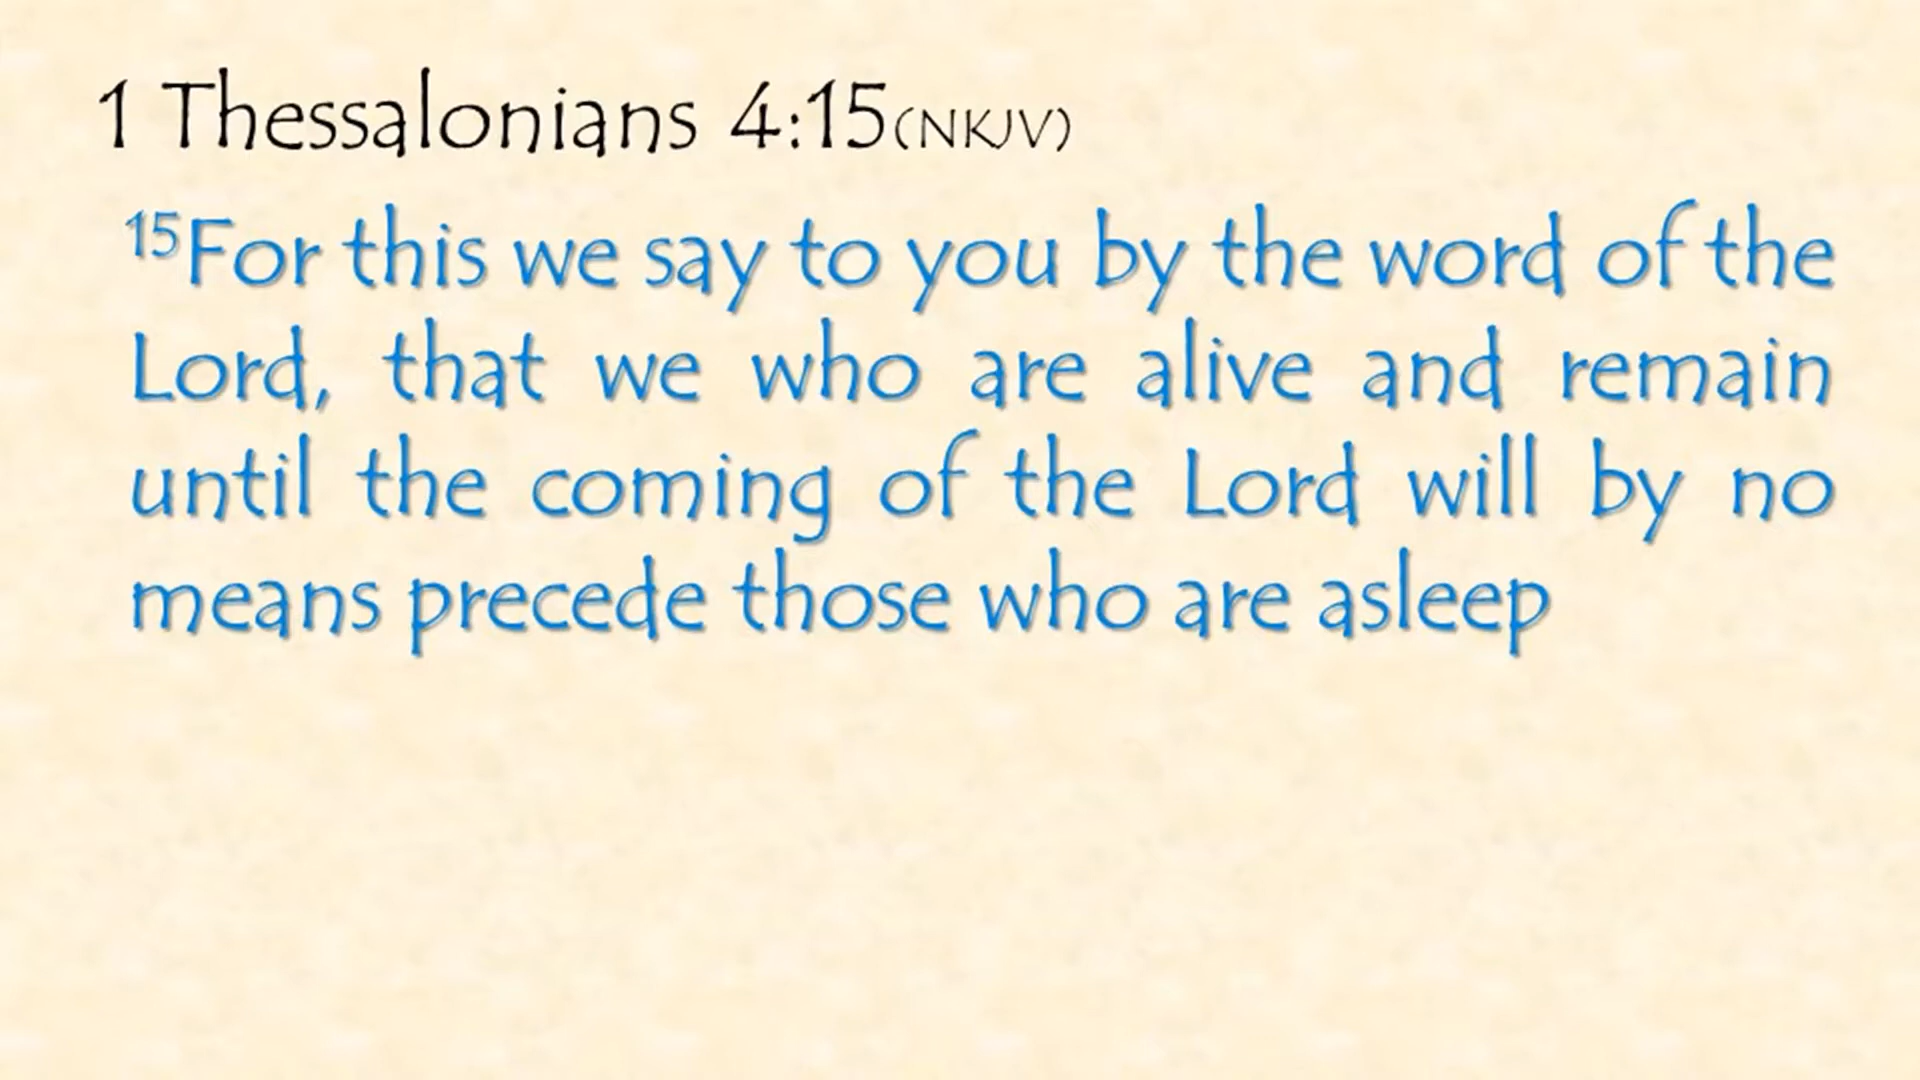 1 Thessalonians 4:15(NKJV)
15For this we say to you by the word of the
Lord, that we who are alive and remain
until the coming of the Lord will by no
means precede those who are asleep